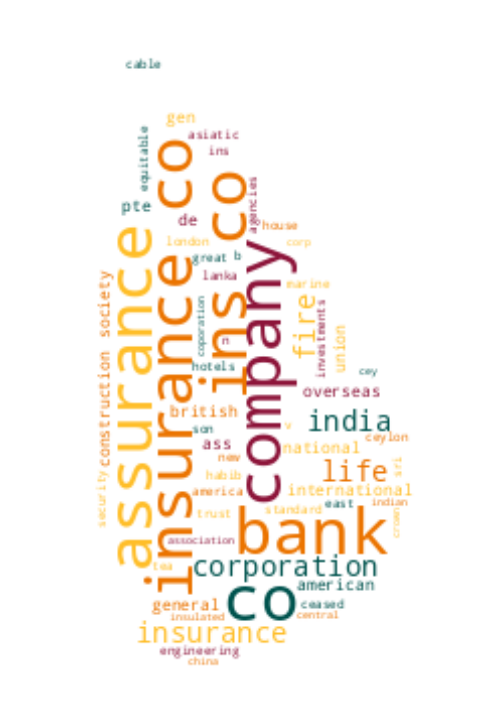 cable
gen
asiatic
equitable
ins
insurance co
ins co
agencies
pte
de
house
assurance co
london
corp
company
great b
lanka
marine
construction society
coporation
fire
investments
n
union
hotels
cey
overseas
british
india
v
son
ceylon
ass
national
new
life
sri
habib
security
america
international
east
indian
trust
standard
crown
bank
association
tea
corporation
american
co
general
ceased
insulated
central
insurance
engineering
china